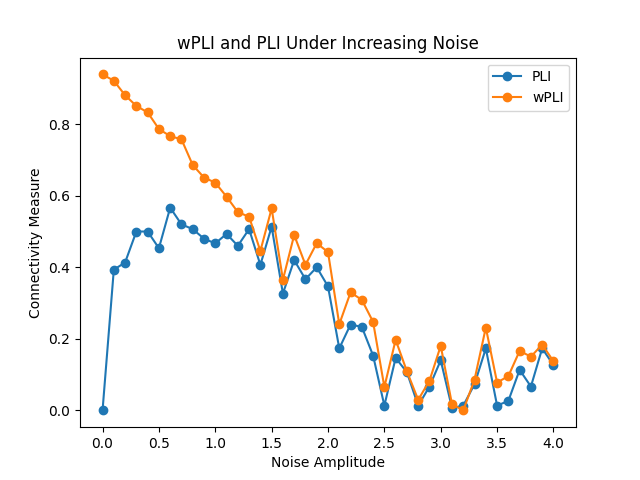 wPLI and PLI Under Increasing Noise
PLI
wPLI
Connectivity Measure
0.8
0.6
0.4
0.2
0.0
0.0 0.5 1.0 1.5 2.0 2.5 3.0 3.5 4.0
Noise Amplitude